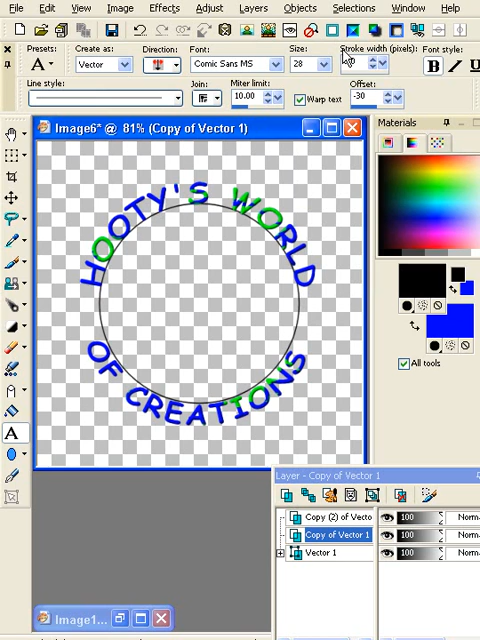 File Edit View Image Effects Adjust Layers Objects Selections Window Help
Presets: Create as: Direction: Font: Size: Stroke width (pixels): Font style:
A Vector Comic Sans MS 28 B I U
Line style: Join: Miter limit: Offset:
10.00 Warp text -30
Image6* @ 81% (Copy of Vector 1)
Materials
HOOTY'S WORLD
OF CREATIONS
All tools
A
Layer - Copy of Vector 1
Copy (2) of Vecto 100 Norm
Copy of Vector 1 100 Norm
Vector 1 100 Norm
Image1...